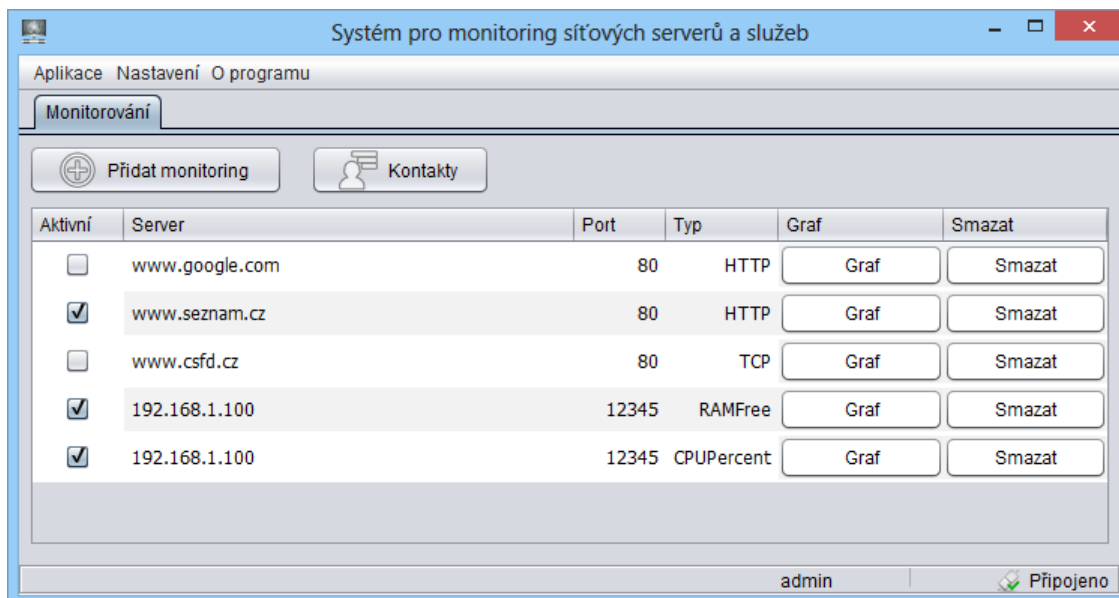 Systém pro monitoring síťových serverů a služeb
Aplikace Nastavení O programu
Monitorování
Přidat monitoring Kontakty
Aktivní Server Port Typ Graf Smazat
www.google.com 80 HTTP Graf Smazat
www.seznam.cz 80 HTTP Graf Smazat
www.csfd.cz 80 TCP Graf Smazat
192.168.1.100 12345 RAMFree Graf Smazat
192.168.1.100 12345 CPUPercent Graf Smazat
admin Připojeno